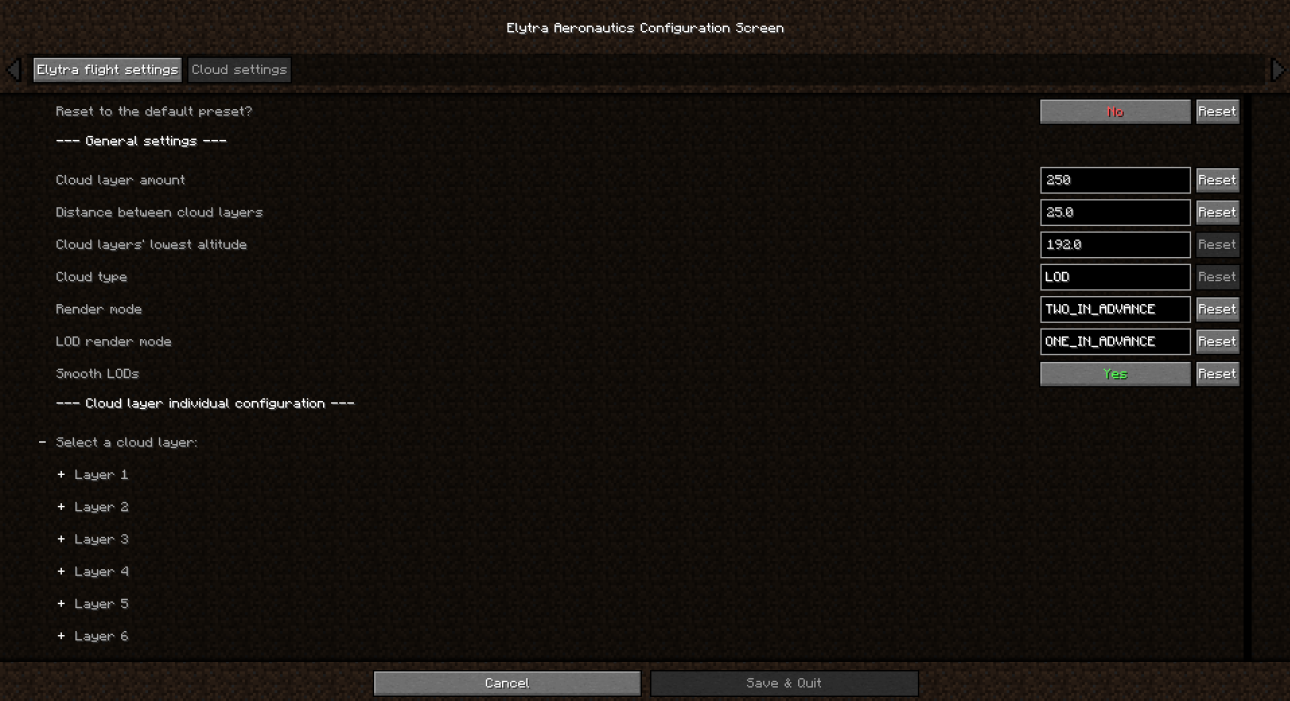 Elytra Aeronautics Configuration Screen
Elytra flight settings Cloud settings
Reset to the default preset? No Reset
--- General settings ---
Cloud layer amount 250 Reset
Distance between cloud layers 25.0 Reset
Cloud layers' lowest altitude 192.0 Reset
Cloud type LOD Reset
Render mode TWO_IN_ADVANCE Reset
LOD render mode ONE_IN_ADVANCE Reset
Smooth LODs Yes Reset
--- Cloud layer individual configuration ---
- Select a cloud layer:
+ Layer 1
+ Layer 2
+ Layer 3
+ Layer 4
+ Layer 5
+ Layer 6
Cancel Save & Quit